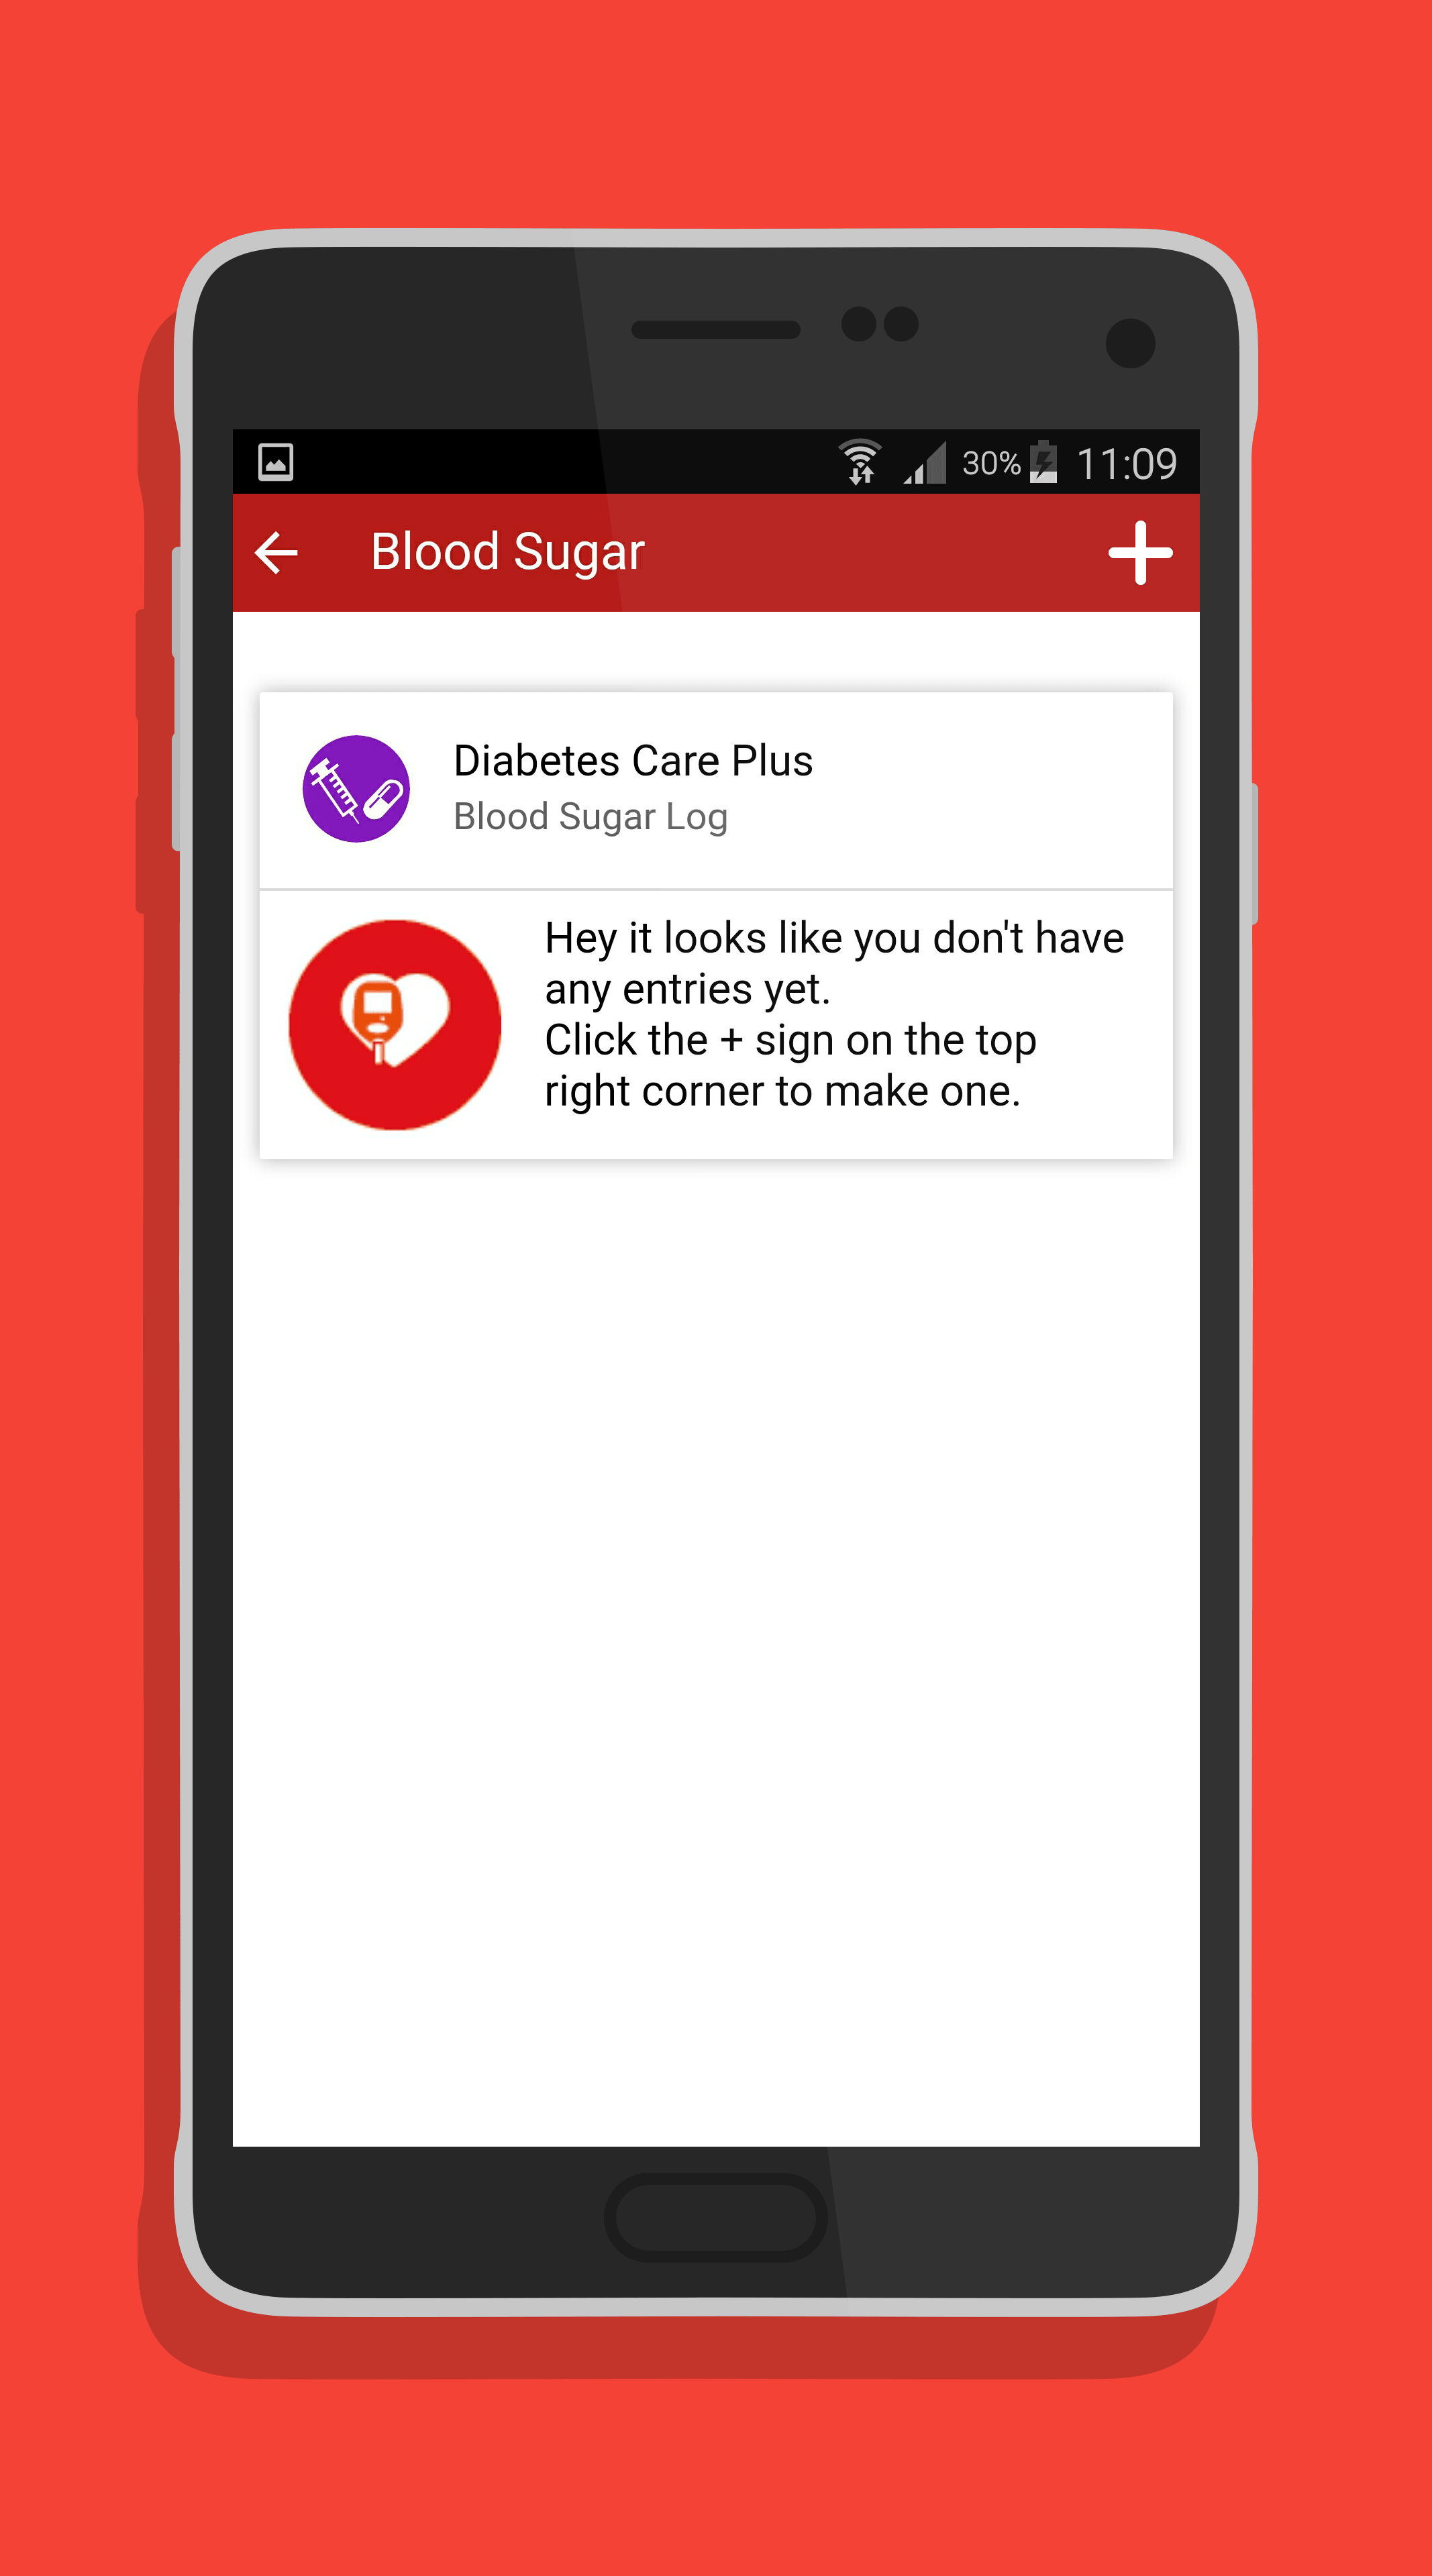 30% 11:09
Blood Sugar
Diabetes Care Plus
Blood Sugar Log
Hey it looks like you don't have
any entries yet.
Click the + sign on the top
right corner to make one.